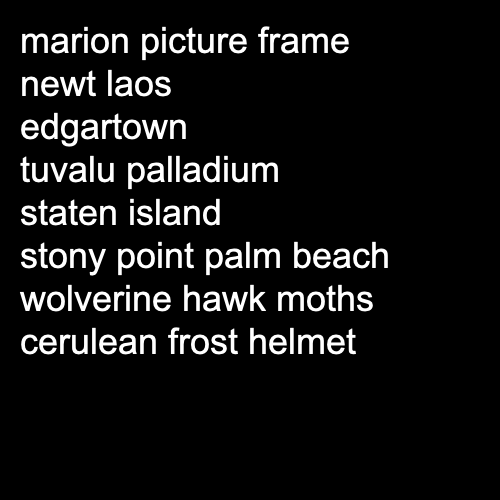 marion picture frame
newt laos
edgartown
tuvalu palladium
staten island
stony point palm beach
wolverine hawk moths
cerulean frost helmet